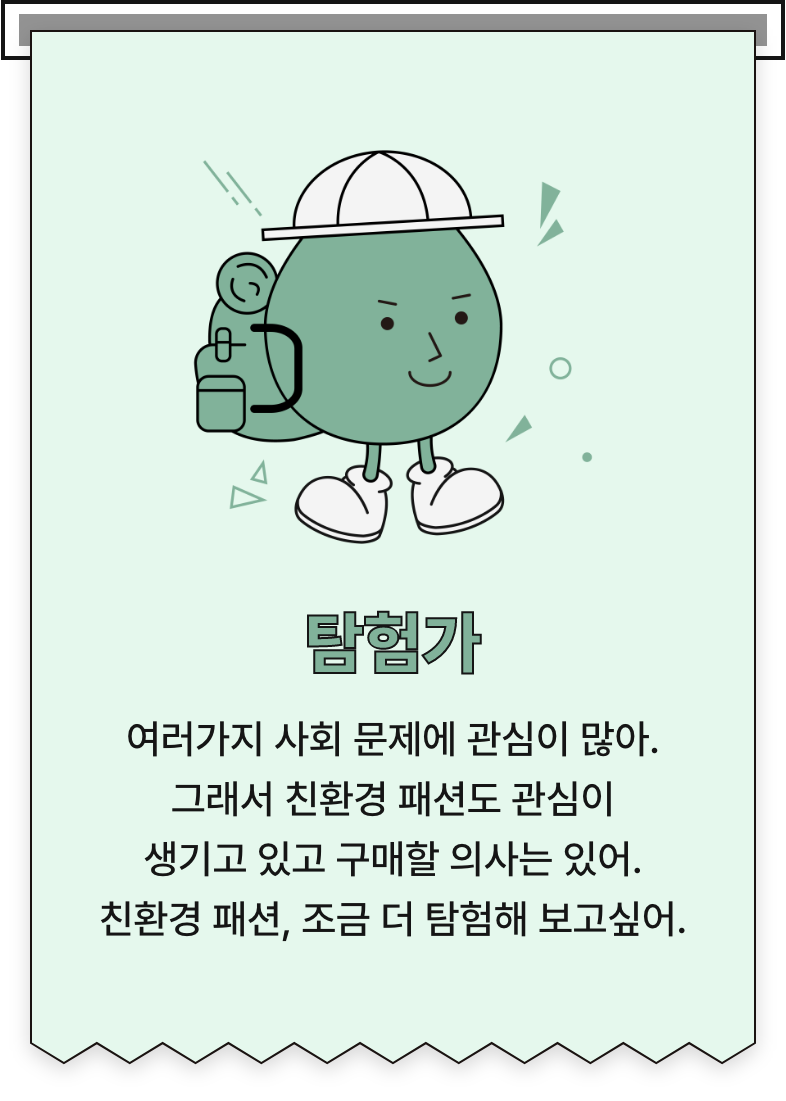 탐험가
여러가지 사회 문제에 관심이 많아.
그래서 친환경 패션도 관심이
생기고 있고 구매할 의사는 있어.
친환경 패션, 조금 더 탐험해 보고싶어.